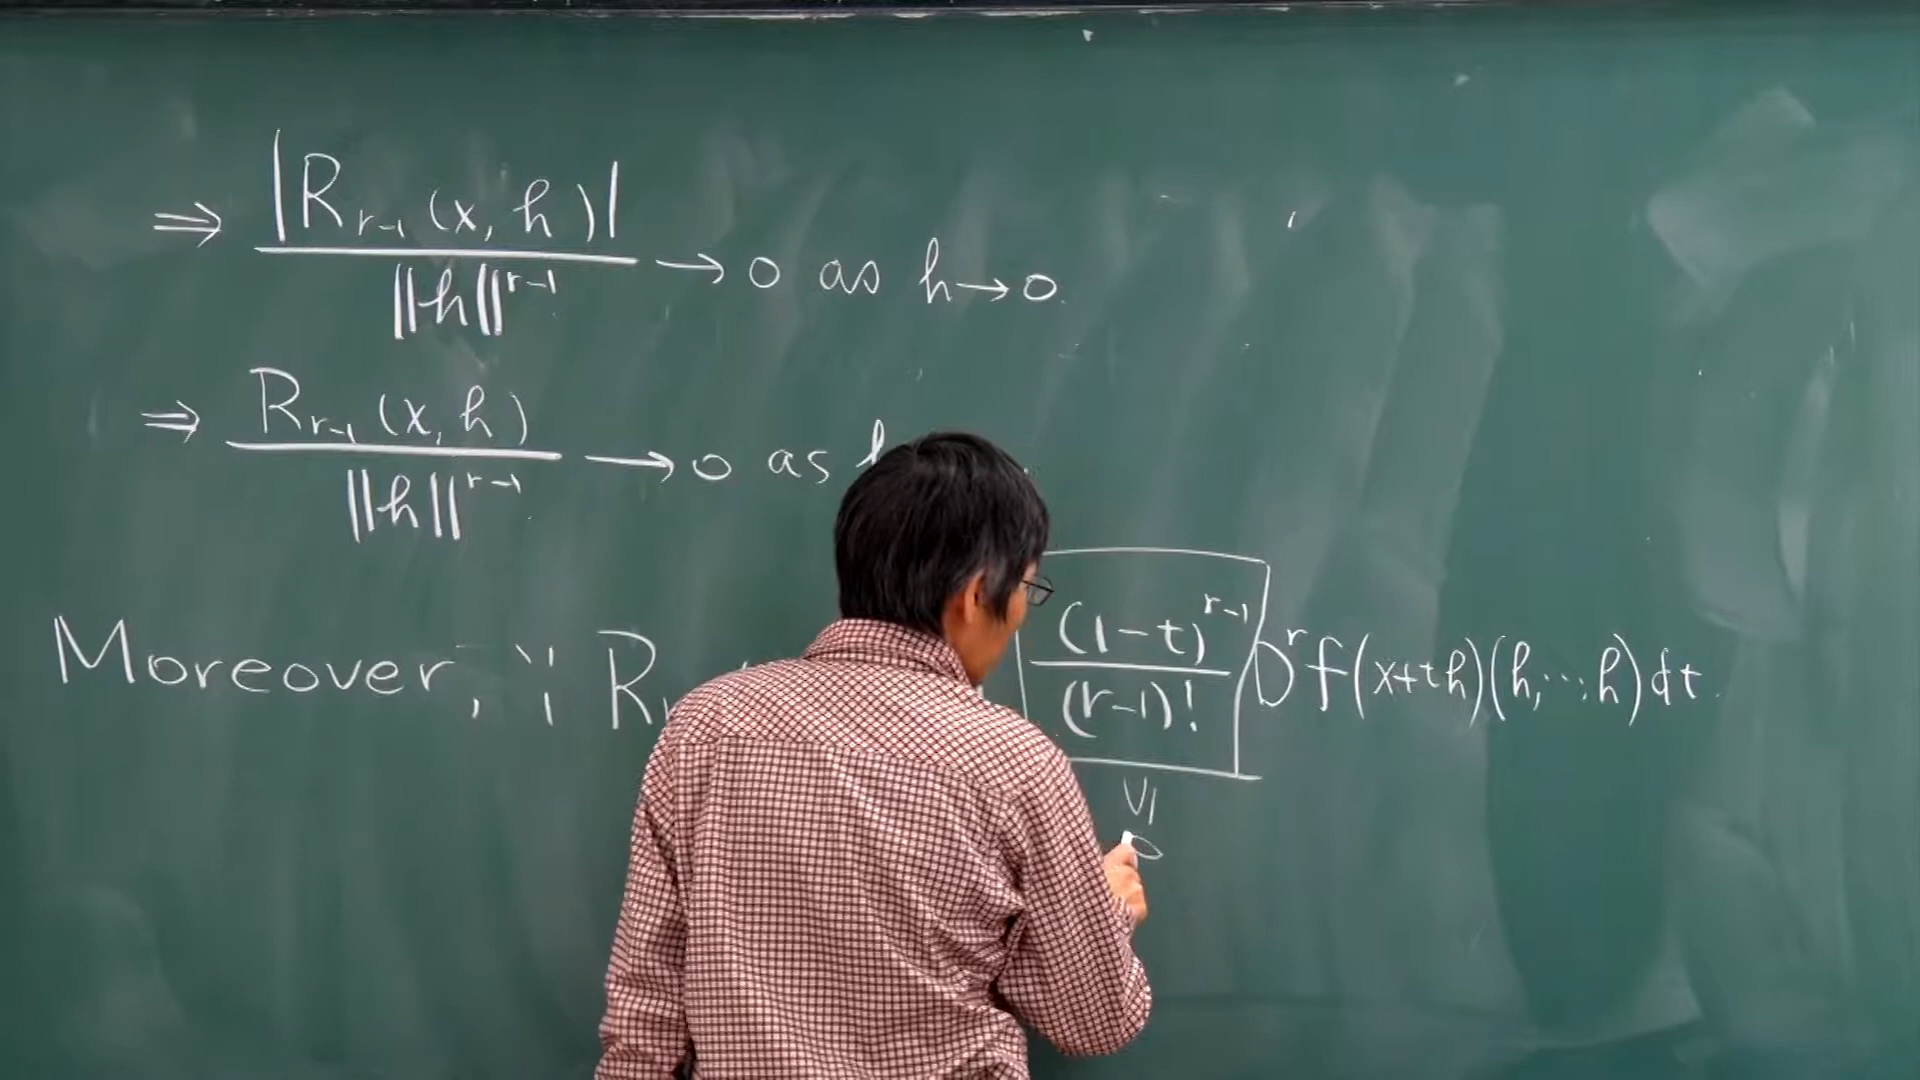 ⇒ |R_{r-1}(x, h)| / ||h||^{r-1} → 0 as h → 0.
⇒ R_{r-1}(x, h) / ||h||^{r-1} → 0 as
Moreover, ∵ R (1-t)^{r-1} / (r-1)! D^r f(x+th)(h, ⋯, h)dt.
∨|
0